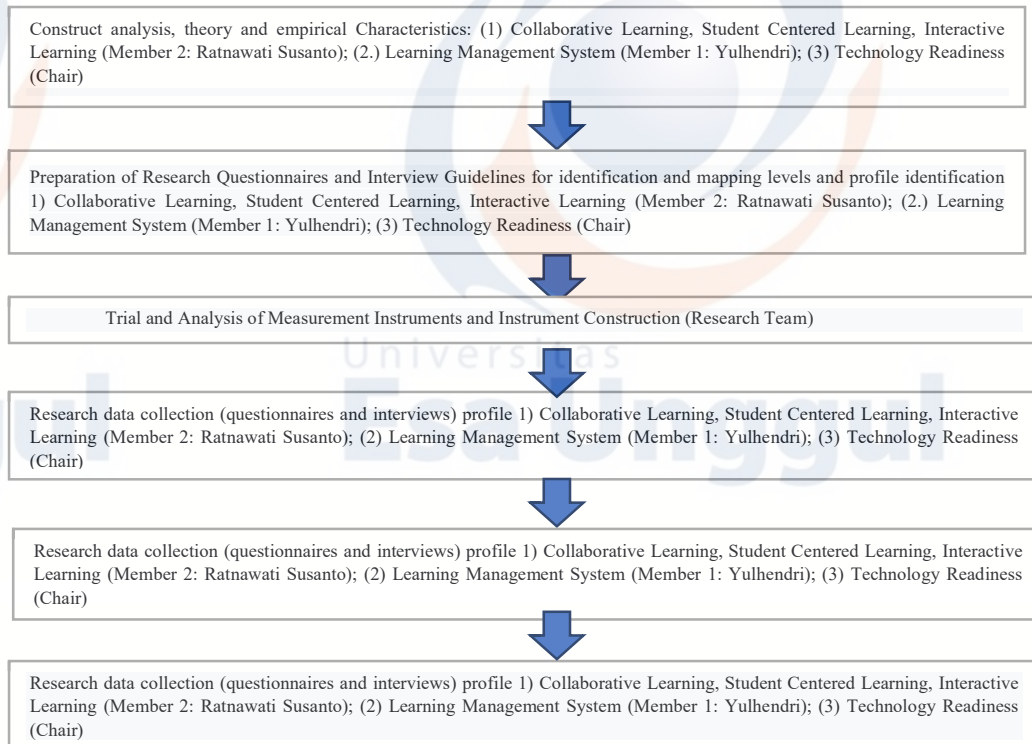 Construct analysis, theory and empirical Characteristics: (1) Collaborative Learning, Student Centered Learning, Interactive
Learning (Member 2: Ratnawati Susanto); (2.) Learning Management System (Member 1: Yulhendri); (3) Technology Readiness
(Chair)
Preparation of Research Questionnaires and Interview Guidelines for identification and mapping levels and profile identification
1) Collaborative Learning, Student Centered Learning, Interactive Learning (Member 2: Ratnawati Susanto); (2.) Learning
Management System (Member 1: Yulhendri); (3) Technology Readiness (Chair)
Trial and Analysis of Measurement Instruments and Instrument Construction (Research Team)
Universitas
Esa Unggul
gul
Research data collection (questionnaires and interviews) profile 1) Collaborative Learning, Student Centered Learning, Interactive
Learning (Member 2: Ratnawati Susanto); (2) Learning Management System (Member 1: Yulhendri); (3) Technology Readiness
(Chair)
Research data collection (questionnaires and interviews) profile 1) Collaborative Learning, Student Centered Learning, Interactive
Learning (Member 2: Ratnawati Susanto); (2) Learning Management System (Member 1: Yulhendri); (3) Technology Readiness
(Chair)
Research data collection (questionnaires and interviews) profile 1) Collaborative Learning, Student Centered Learning, Interactive
Learning (Member 2: Ratnawati Susanto); (2) Learning Management System (Member 1: Yulhendri); (3) Technology Readiness
(Chair)